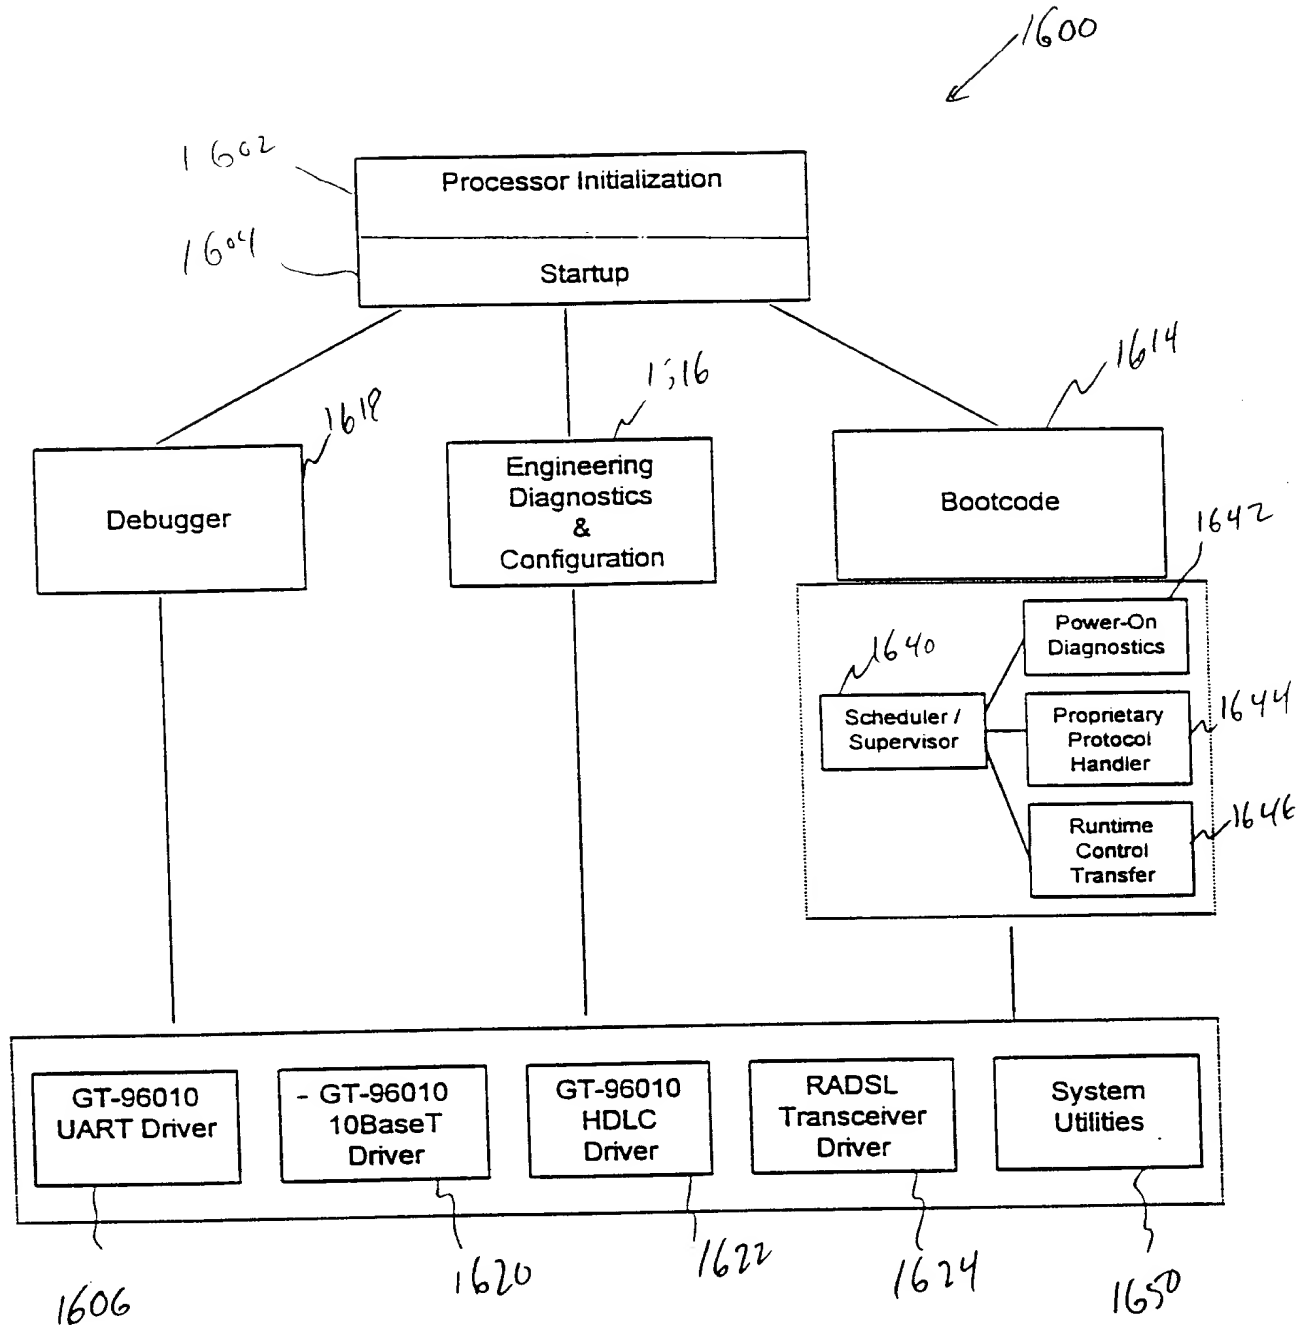 1600
1602
Processor Initialization
1604
Startup
1614
1618
Debugger
Engineering
Diagnostics
&
Configuration
Bootcode
1642
Power-On
Diagnostics
1640
Scheduler /
Supervisor
1644
Proprietary
Protocol
Handler
1646
Runtime
Control
Transfer
GT-96010
UART Driver
- GT-96010
10BaseT
Driver
GT-96010
HDLC
Driver
RADSL
Transceiver
Driver
System
Utilities
1606
1620
1622
1624
1650